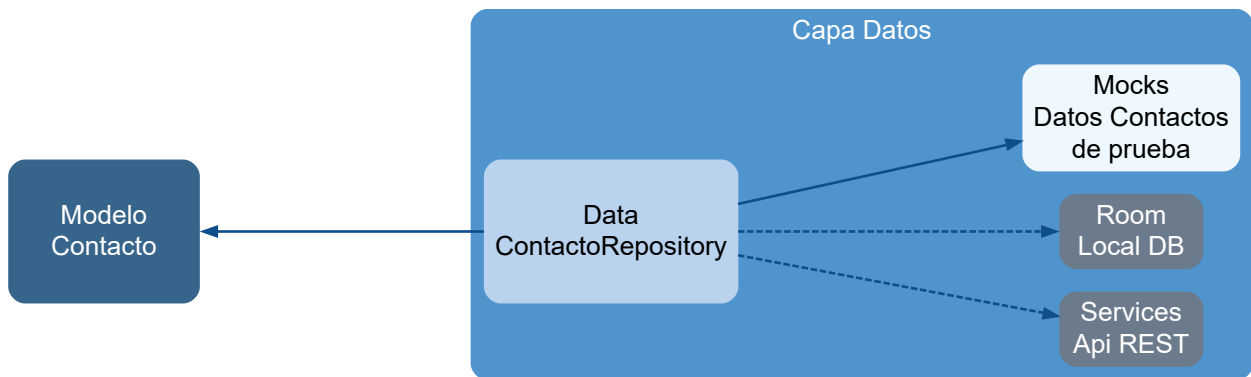 Capa Datos
Mocks
Datos Contactos
de prueba
Modelo
Contacto
Data
ContactoRepository
Room
Local DB
Services
Api REST